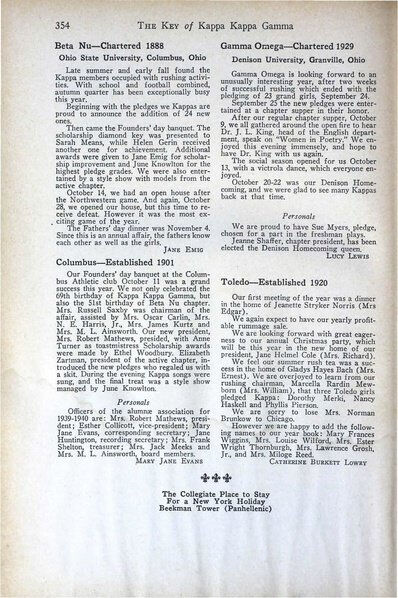 354
THE KEY of KAPPA KAPPA GAMMA
Beta Nu—Chartered 1888
Ohio State University, Columbus, Ohio
Late summer and early fall found the
Kappa members occupied with rushing activi-
ties. With school and football combined,
autumn quarter has been exceptionally busy
this year.
Beginning with the pledges we Kappas are
proud to announce the addition of 24 new
ones.
Then came the Founders' day banquet. The
scholarship diamond key was presented to
Sarah Means, while Helen Gerin received
another one for achievement. Additional
awards were given to Jane Emig for scholar-
ship improvement and June Knowlton for the
highest pledge grades. We were also enter-
tained by a style show with models from the
active chapter.
October 14, we had an open house after
the Northwestern game. And again, October
28, we opened our house, but this time to re-
ceive defeat. However it was the most ex-
citing game of the year.
The Fathers' day dinner was November 4.
Since this is an annual affair, the fathers know
each other as well as the girls.
JANE EMIG
Columbus—Established 1901
Our Founders' day banquet at the Colum-
bus Athletic club October 11 was a grand
success this year. We not only celebrated the
69th birthday of Kappa Kappa Gamma, but
also the 51st birthday of Beta Nu chapter.
Mrs. Russell Saxby was chairman of the
affair, assisted by Mrs. Oscar Carlin, Mrs.
N. E. Harris, Jr., Mrs. James Kurtz and
Mrs. M. L. Ainsworth. Our new president,
Mrs. Robert Mathews, presided, with Anne
Turner as toastmistress Scholarship awards
were made by Ethel Woodbury. Elizabeth
Zartman, president of the active chapter, in-
troduced the new pledges who regaled us with
a skit. During the evening Kappa songs were
sung, and the final treat was a style show
managed by June Knowlton.
Personals
Officers of the alumnæ association for
1939-1940 are: Mrs. Robert Mathews, presi-
dent; Esther Collicott, vice-president; Mary
Jane Evans, corresponding secretary; Jane
Huntington, recording secretary; Mrs. Frank
Shelton, treasurer; Mrs. Jack Meeks and
Mrs. M. L. Ainsworth, board members.
MARY JANE EVANS
Gamma Omega—Chartered 1929
Denison University, Granville, Ohio
Gamma Omega is looking forward to an
unusually interesting year, after two weeks
of successful rushing which ended with the
pledging of 23 grand girls, September 24.
September 25 the new pledges were enter-
tained at a chapter supper in their honor.
After our regular chapter supper, October
9, we all gathered around the open fire to hear
Dr. J. L. King, head of the English depart-
ment, speak on "Women in Poetry." We en-
joyed this evening immensely, and hope to
have Dr. King with us again.
The social season opened for us October
13, with a victrola dance, which everyone en-
joyed.
October 20-22 was our Denison Home-
coming, and we were glad to see many Kappas
back at that time.
Personals
We are proud to have Sue Myers, pledge,
chosen for a part in the freshman plays.
Jeanne Shaffer, chapter president, has been
elected the Denison Homecoming queen.
LUCY LEWIS
Toledo—Established 1920
Our first meeting of the year was a dinner
in the home of Jeanette Stryker Norris (Mrs
Edgar).
We again expect to have our yearly profit-
able rummage sale.
We are looking forward with great eager-
ness to our annual Christmas party, which
will be this year in the new home of our
president, Jane Helmel Cole (Mrs. Richard).
We feel our summer rush tea was a suc-
cess in the home of Gladys Hayes Bach (Mrs.
Ernest). We are overjoyed to learn from our
rushing chairman, Marcella Rardin Mew-
born (Mrs. William), that three Toledo girls
pledged Kappa: Dorothy Merki, Nancy
Haskell and Phyllis Pierson.
We are sorry to lose Mrs. Norman
Brunkow to Chicago.
However we are happy to add the follow-
ing names to our year book: Mary Frances
Wiggins, Mrs. Louise Wilford, Mrs. Ester
Wright Thornburgh, Mrs. Lawrence Grosh,
Jr., and Mrs. Miloge Reed.
CATHERINE BURKETT LOWRY
The Collegiate Place to Stay
For a New York Holiday
Beekman Tower (Panhellenic)